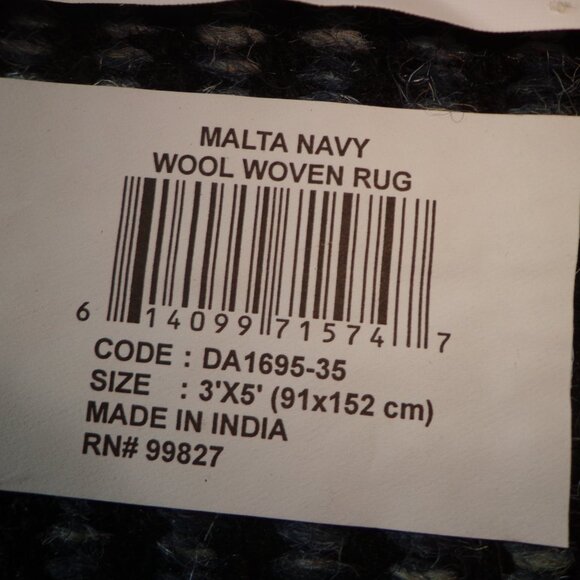 MALTA NAVY
WOOL WOVEN RUG
6 14099 71574 7
CODE : DA1695-35
SIZE : 3'X5' (91x152 cm)
MADE IN INDIA
RN# 99827